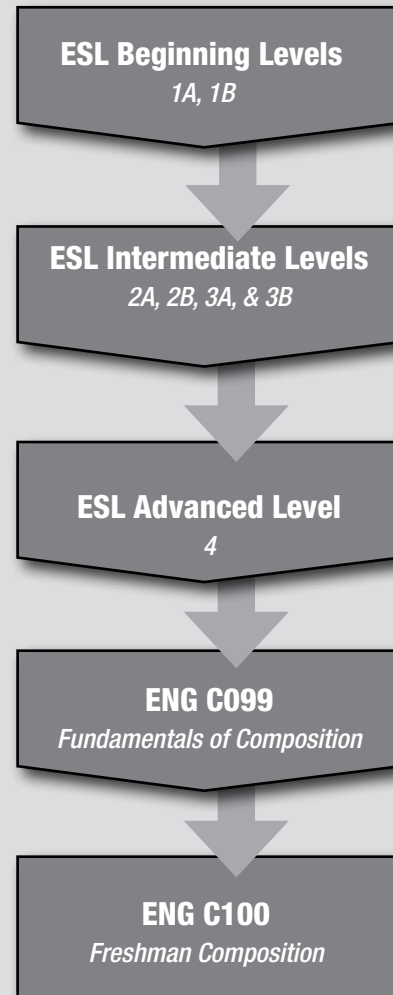 ESL Beginning Levels
1A, 1B
ESL Intermediate Levels
2A, 2B, 3A, & 3B
ESL Advanced Level
4
ENG C099
Fundamentals of Composition
ENG C100
Freshman Composition